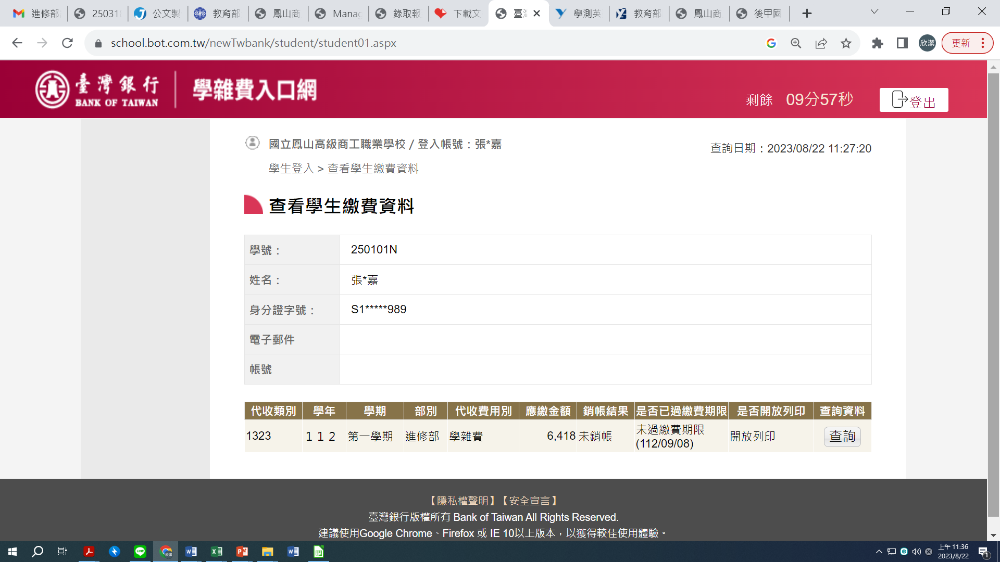 進修部
250318
公文製
教育部
鳳山商
Manag
錄取報
下載文
臺灣
學測英
教育部
鳳山商
後甲國
school.bot.com.tw/newTwbank/student/student01.aspx
欣潔
更新
臺灣銀行
BANK OF TAIWAN
學雜費入口網
剩餘 09分57秒
登出
國立鳳山高級商工職業學校 / 登入帳號：張*嘉
查詢日期：2023/08/22 11:27:20
學生登入 > 查看學生繳費資料
查看學生繳費資料
學號： 250101N
姓名： 張*嘉
身分證字號： S1*****989
電子郵件
帳號
代收類別 學年 學期 部別 代收費用別 應繳金額 銷帳結果 是否已過繳費期限 是否開放列印 查詢資料
1323 １１２ 第一學期 進修部 學雜費 6,418 未銷帳 未過繳費期限 開放列印 查詢
(112/09/08)
【隱私權聲明】【安全宣言】
臺灣銀行版權所有 Bank of Taiwan All Rights Reserved.
建議使用Google Chrome、Firefox 或 IE 10以上版本，以獲得較佳使用體驗。
上午 11:36
2023/8/22
1